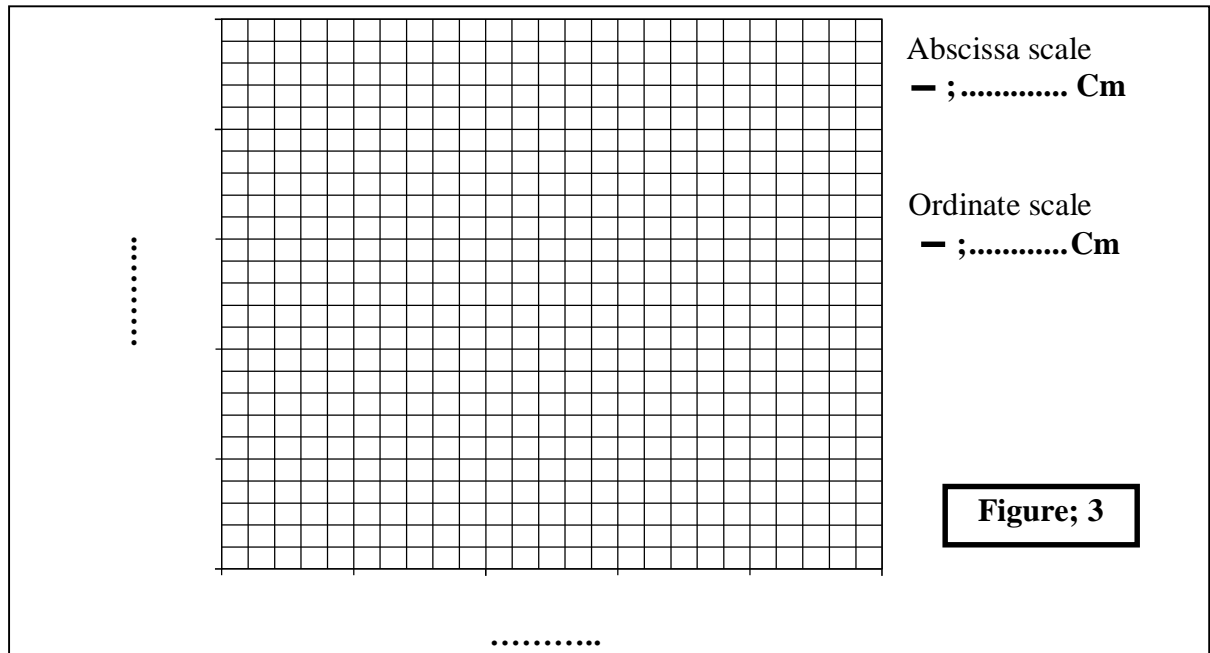 Abscissa scale
– ;............. Cm
Ordinate scale
– ;............Cm
..........
Figure; 3
...........